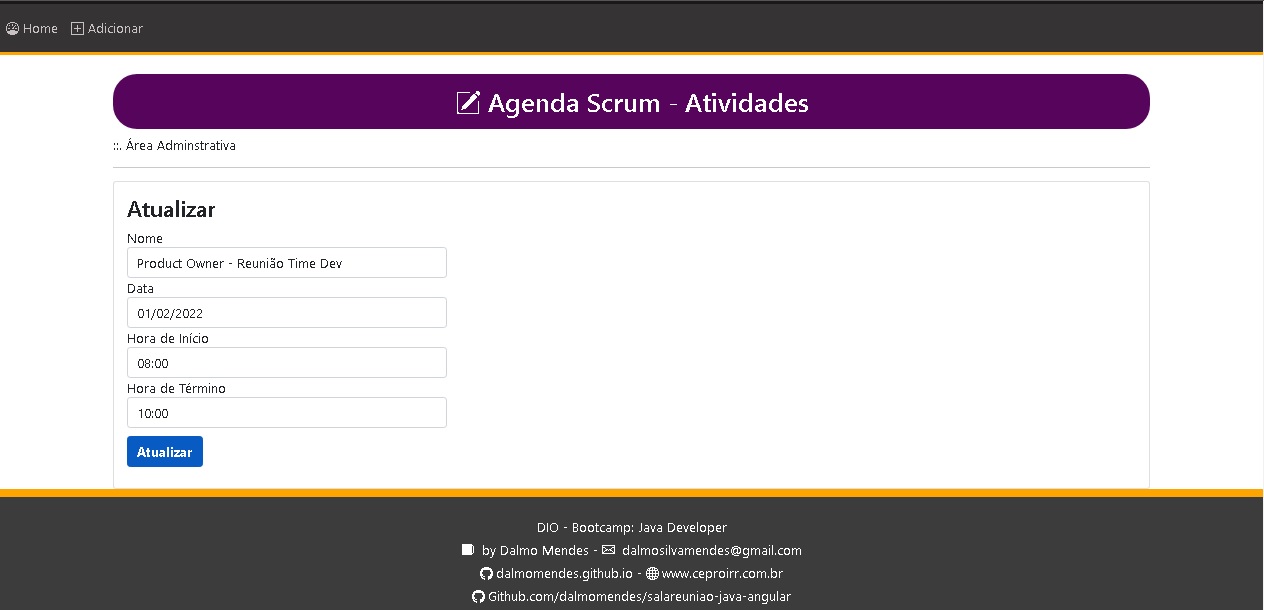 Home Adicionar
Agenda Scrum - Atividades
::. Área Adminstrativa
Atualizar
Nome
Product Owner - Reunião Time Dev
Data
01/02/2022
Hora de Início
08:00
Hora de Término
10:00
Atualizar
DIO - Bootcamp: Java Developer
by Dalmo Mendes - dalmosilvamendes@gmail.com
dalmomendes.github.io - www.ceproirr.com.br
Github.com/dalmomendes/salareuniao-java-angular